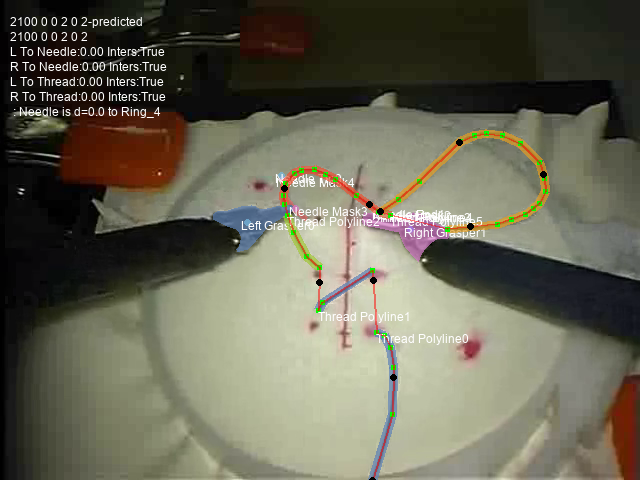 2100 0 0 2 0 2-predicted
2100 0 0 2 0 2
L To Needle:0.00 Inters:True
R To Needle:0.00 Inters:True
L To Thread:0.00 Inters:True
R To Thread:0.00 Inters:True
: Needle is d=0.0 to Ring_4
Needle Mask4
Needle Mask3
Thread Polyline2
Left Grasper0
Right Grasper1
Thread Polyline1
Thread Polyline0